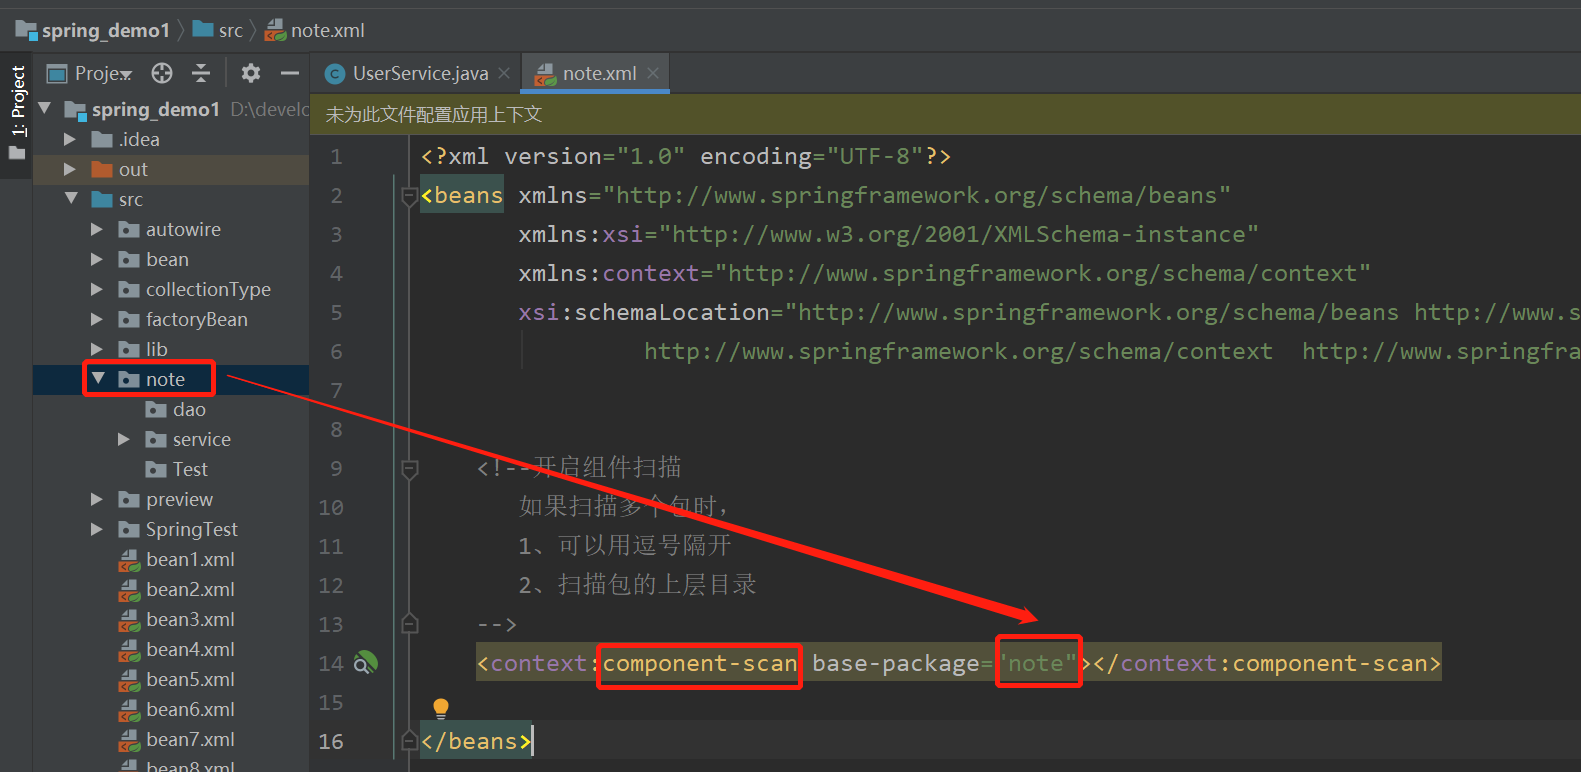 spring_demo1 src note.xml
1: Project
Proje
UserService.java
note.xml
未为此文件配置应用上下文
spring_demo1 D:\develo
.idea
out
src
autowire
bean
collectionType
factoryBean
lib
note
dao
service
Test
preview
SpringTest
bean1.xml
bean2.xml
bean3.xml
bean4.xml
bean5.xml
bean6.xml
bean7.xml
bean8.xml
1 <?xml version="1.0" encoding="UTF-8"?>
2 <beans xmlns="http://www.springframework.org/schema/beans"
3 xmlns:xsi="http://www.w3.org/2001/XMLSchema-instance"
4 xmlns:context="http://www.springframework.org/schema/context"
5 xsi:schemaLocation="http://www.springframework.org/schema/beans http://www.s
6 http://www.springframework.org/schema/context http://www.springfra
7
8
9 <!--开启组件扫描
10 如果扫描多个包时，
11 1、可以用逗号隔开
12 2、扫描包的上层目录
13 -->
14 <context:component-scan base-package="note"></context:component-scan>
15
16 </beans>